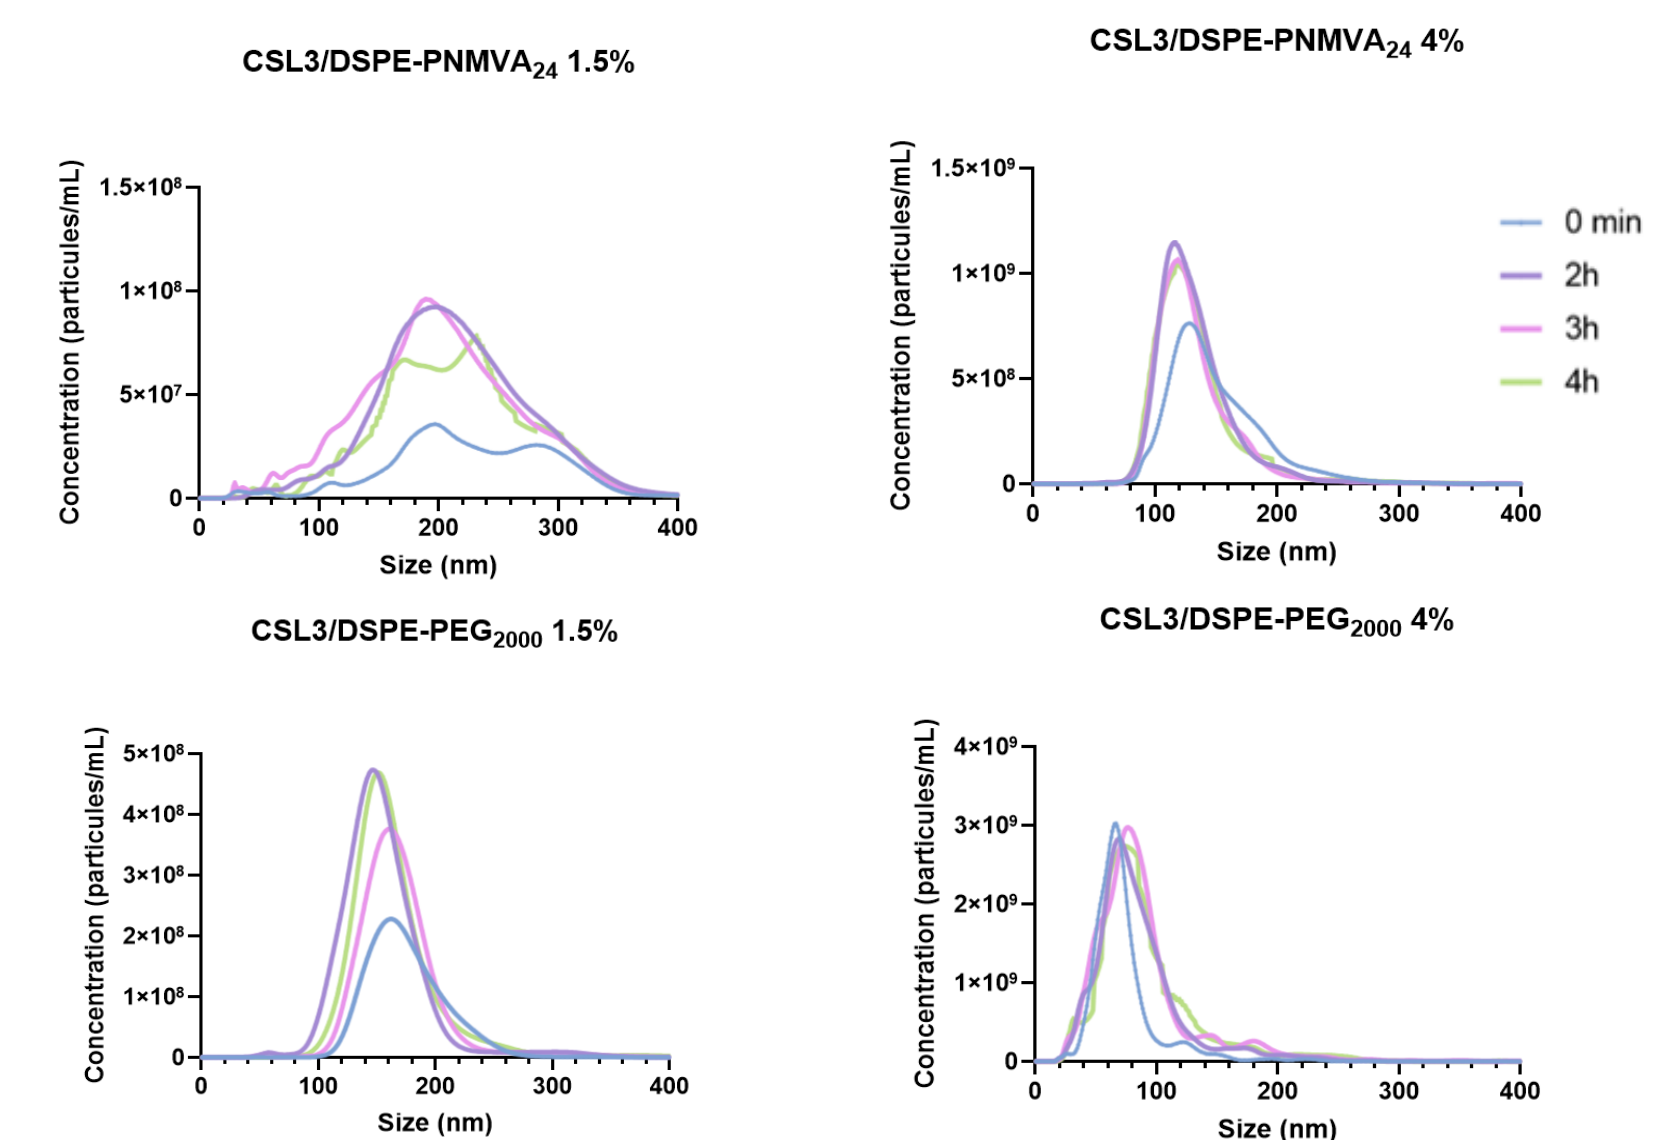 CSL3/DSPE-PNMVA₂₄ 1.5%
Concentration (particules/mL)
1.5×10⁸
1×10⁸
5×10⁷
0
0 100 200 300 400
Size (nm)
CSL3/DSPE-PNMVA₂₄ 4%
Concentration (particules/mL)
1.5×10⁹
1×10⁹
5×10⁸
0
0 100 200 300 400
Size (nm)
0 min
2h
3h
4h
CSL3/DSPE-PEG₂₀₀₀ 1.5%
Concentration (particules/mL)
5×10⁸
4×10⁸
3×10⁸
2×10⁸
1×10⁸
0
0 100 200 300 400
Size (nm)
CSL3/DSPE-PEG₂₀₀₀ 4%
Concentration (particules/mL)
4×10⁹
3×10⁹
2×10⁹
1×10⁹
0
0 100 200 300 400
Size (nm)